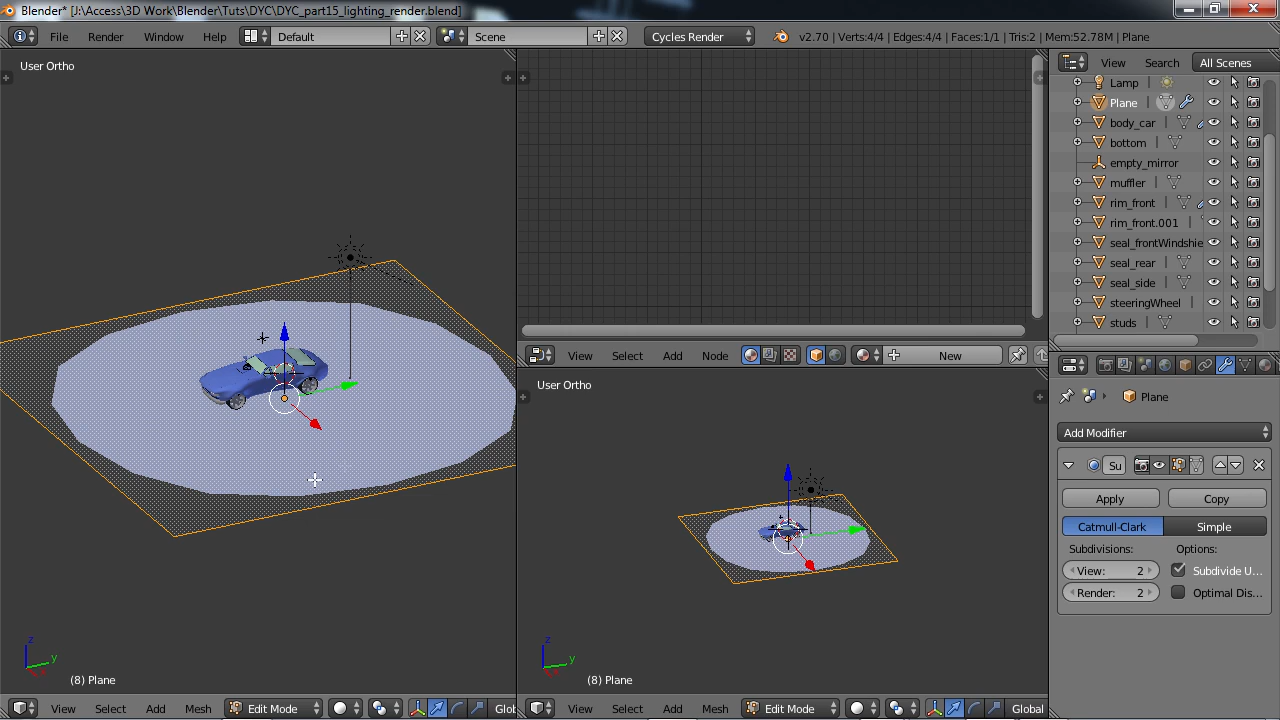 Blender* [J:\Access\3D Work\Blender\Tuts\DYC\DYC_part15_lighting_render.blend]
File Render Window Help Default Scene Cycles Render v2.70 | Verts:4/4 | Edges:4/4 | Faces:1/1 | Tris:2 | Mem:52.78M | Plane
User Ortho
View Search All Scenes
Lamp
Plane
body_car
bottom
empty_mirror
muffler
rim_front
rim_front.001
seal_frontWindshie
seal_rear
seal_side
steeringWheel
studs
View Select Add Node New
User Ortho
Plane
Add Modifier
Su
Apply Copy
Catmull-Clark Simple
Subdivisions: Options:
View: 2 Subdivide U...
Render: 2 Optimal Dis...
z
y
x
(8) Plane
z
y
x
(8) Plane
View Select Add Mesh Edit Mode Glob
View Select Add Mesh Edit Mode Global